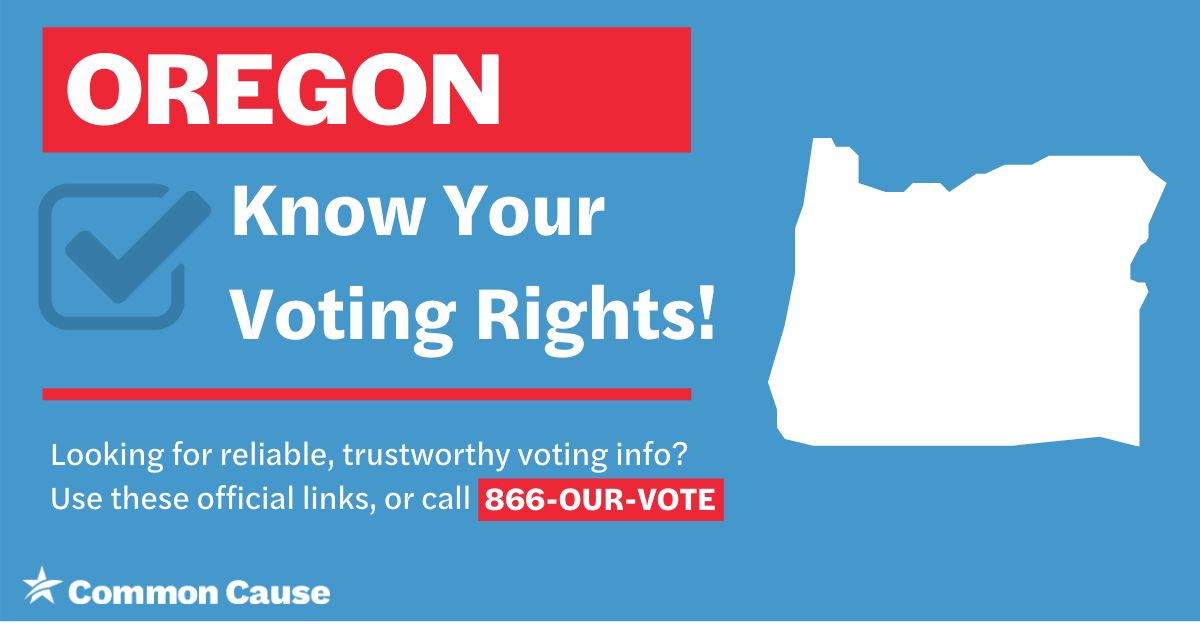 OREGON
Know Your
Voting Rights!
Looking for reliable, trustworthy voting info?
Use these official links, or call 866-OUR-VOTE
Common Cause